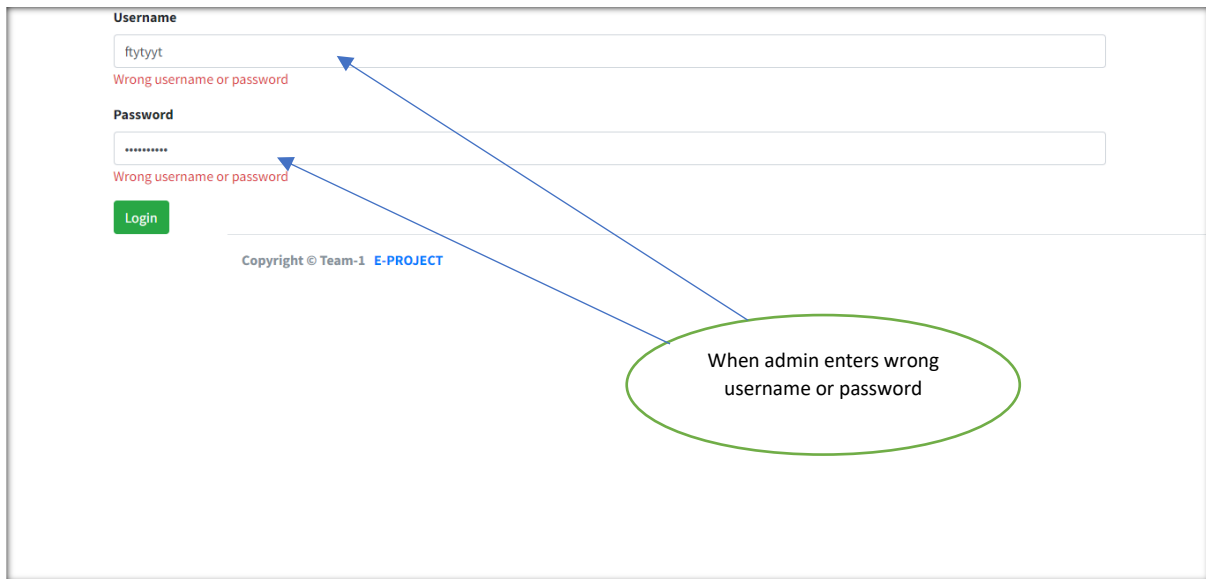 Username
ftytyyt
Wrong username or password
Password
••••••••••
Wrong username or password
Login
Copyright © Team-1 E-PROJECT
When admin enters wrong
username or password